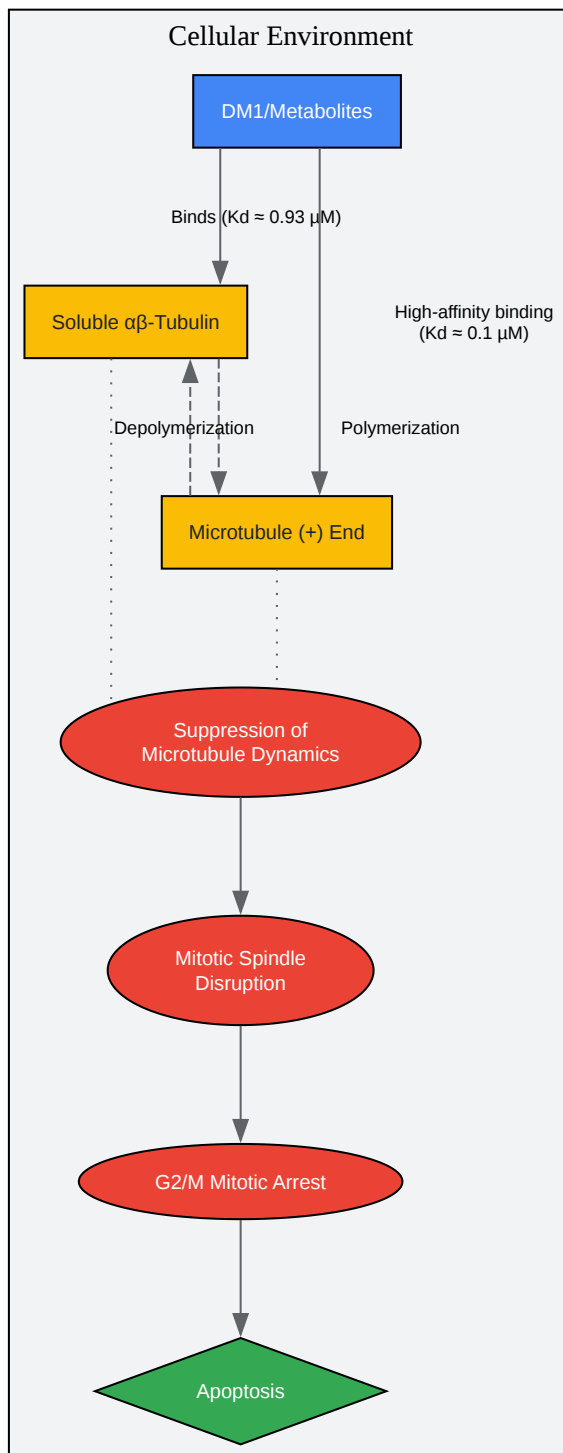 Cellular Environment
DM1/Metabolites
Binds (Kd ≈ 0.93 µM)
Soluble αβ-Tubulin
High-affinity binding
(Kd ≈ 0.1 µM)
Depolymerization
Polymerization
Microtubule (+) End
Suppression of
Microtubule Dynamics
Mitotic Spindle
Disruption
G2/M Mitotic Arrest
Apoptosis